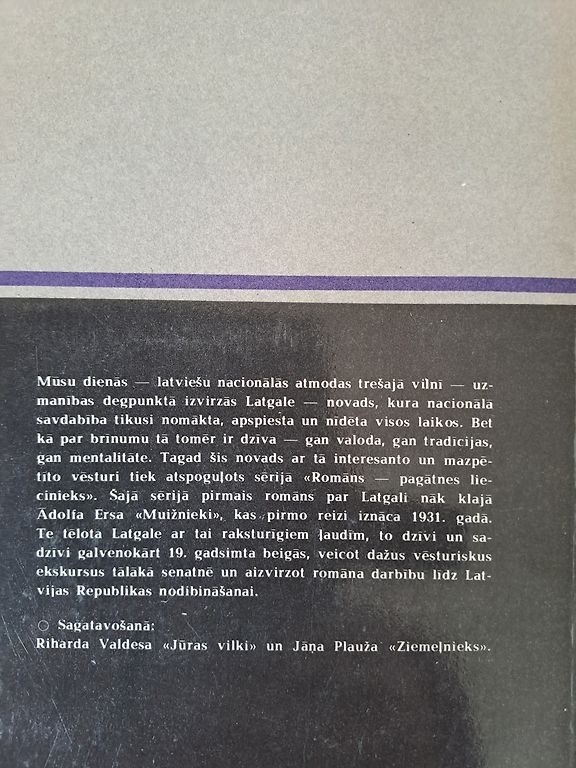 Mūsu dienās — latviešu nacionālās atmodas trešajā vilnī — uz-
manības degpunktā izvirzās Latgale — novads, kura nacionālā
savdabība tikusi nomākta, apspiesta un nīdēta visos laikos. Bet
kā par brīnumu tā tomēr ir dzīva — gan valoda, gan tradīcijas,
gan mentalitāte. Tagad šis novads ar tā interesanto un mazpē-
tīto vēsturi tiek atspoguļots sērijā «Romāns — pagātnes lie-
cinieks». Šajā sērijā pirmais romāns par Latgali nāk klajā
Ādolfa Ersa «Muižnieki», kas pirmo reizi iznāca 1931. gadā.
Te tēlota Latgale ar tai raksturīgiem ļaudīm, to dzīvi un sa-
dzīvi galvenokārt 19. gadsimta beigās, veicot dažus vēsturiskus
ekskursus tālākā senatnē un aizvirzot romāna darbību līdz Lat-
vijas Republikas nodibināšanai.
○ Sagatavošanā:
Riharda Valdesa «Jūras vilki» un Jāņa Plauža «Ziemeļnieks».